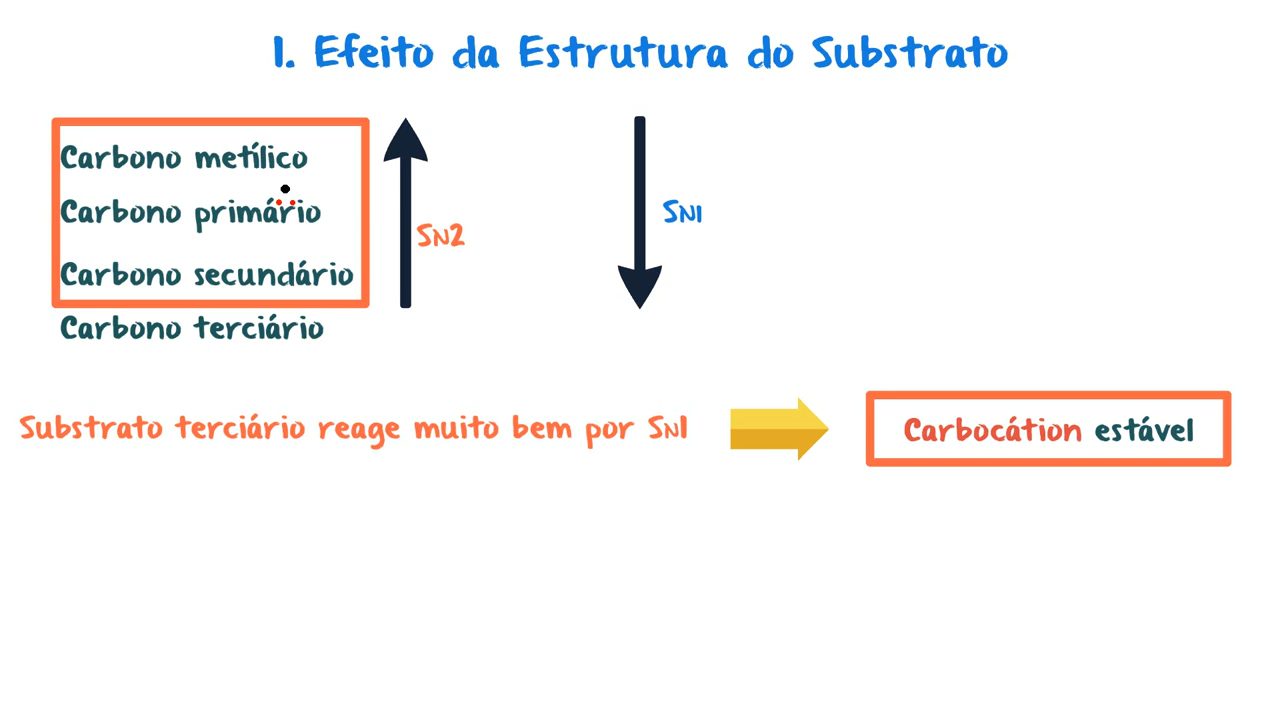 1. Efeito da Estrutura do Substrato
Carbono metílico
Carbono primário
Carbono secundário
Carbono terciário
SN2
SN1
Substrato terciário reage muito bem por SN1
Carbocátion estável